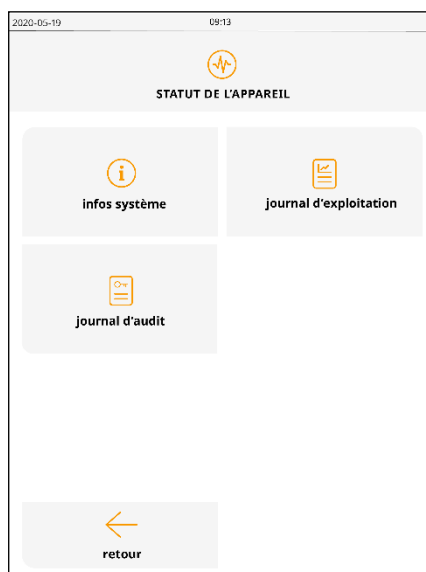 2020-05-19 09:13
STATUT DE L'APPAREIL
infos système journal d'exploitation
journal d'audit
retour